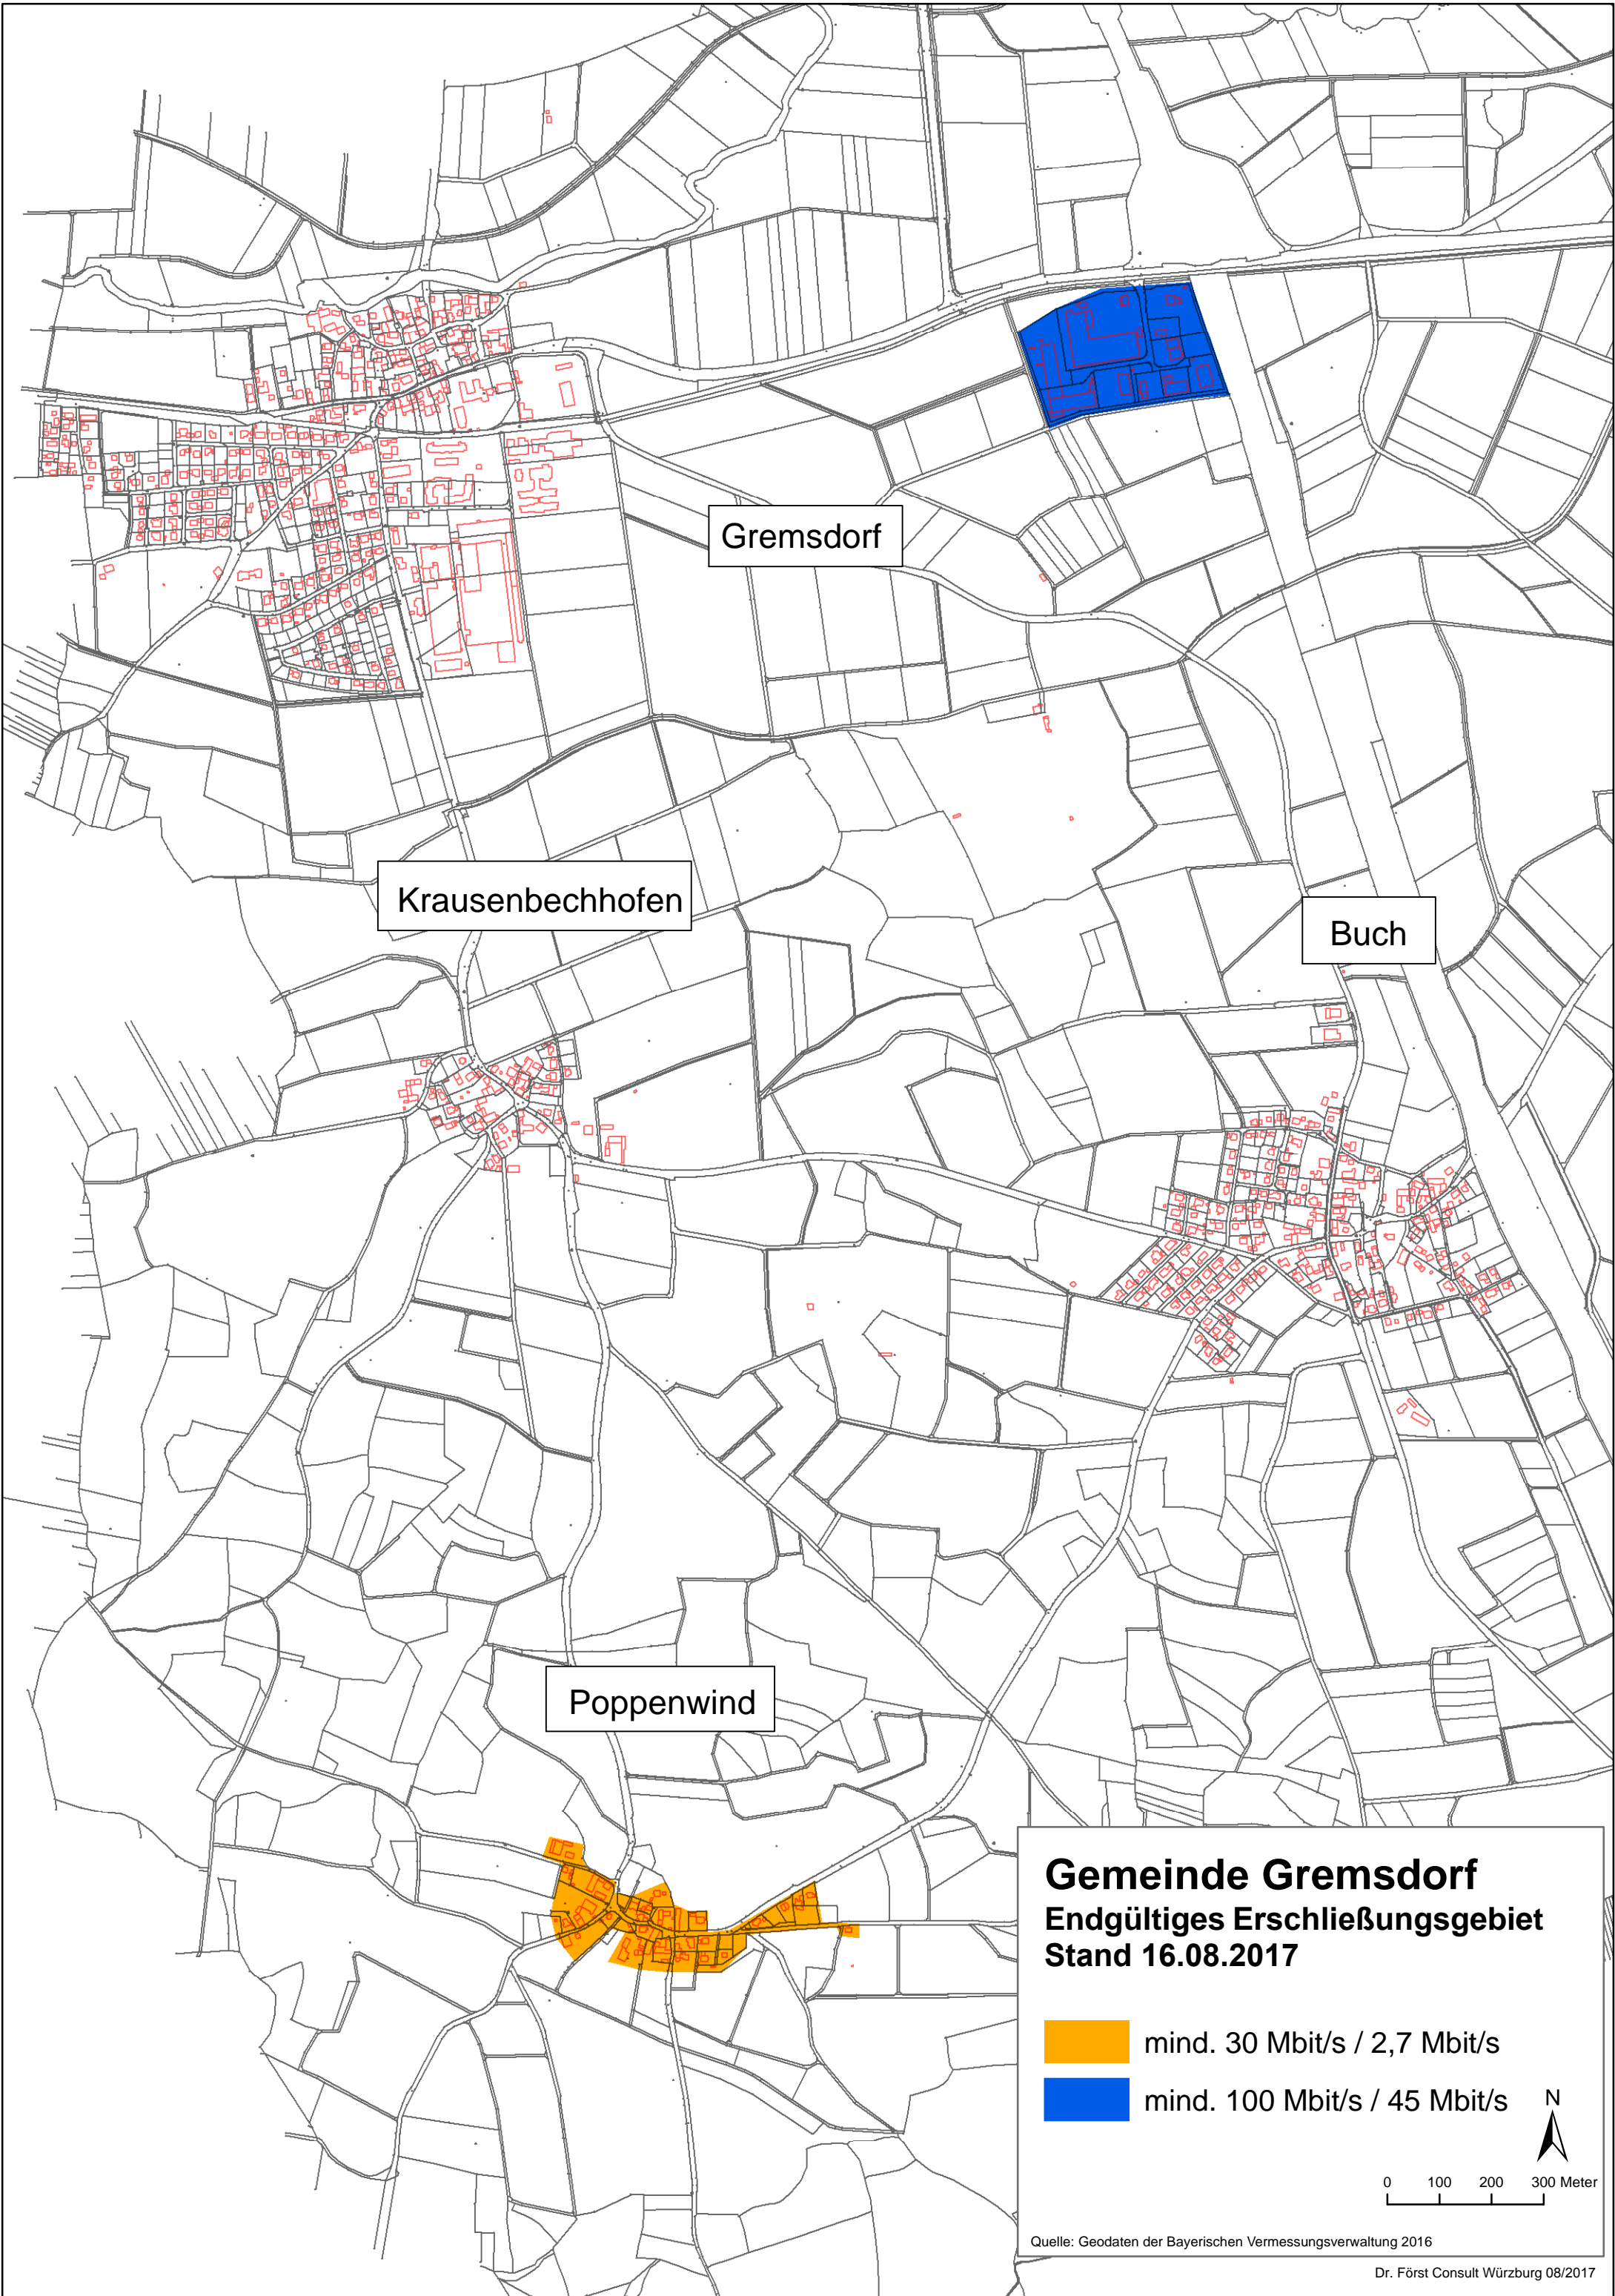 Gremsdorf
Krausenbechhofen
Buch
Poppenwind
Gemeinde Gremsdorf
Endgültiges Erschließungsgebiet
Stand 16.08.2017
mind. 30 Mbit/s / 2,7 Mbit/s
mind. 100 Mbit/s / 45 Mbit/s
N
0 100 200 300 Meter
Quelle: Geodaten der Bayerischen Vermessungsverwaltung 2016
Dr. Först Consult Würzburg 08/2017